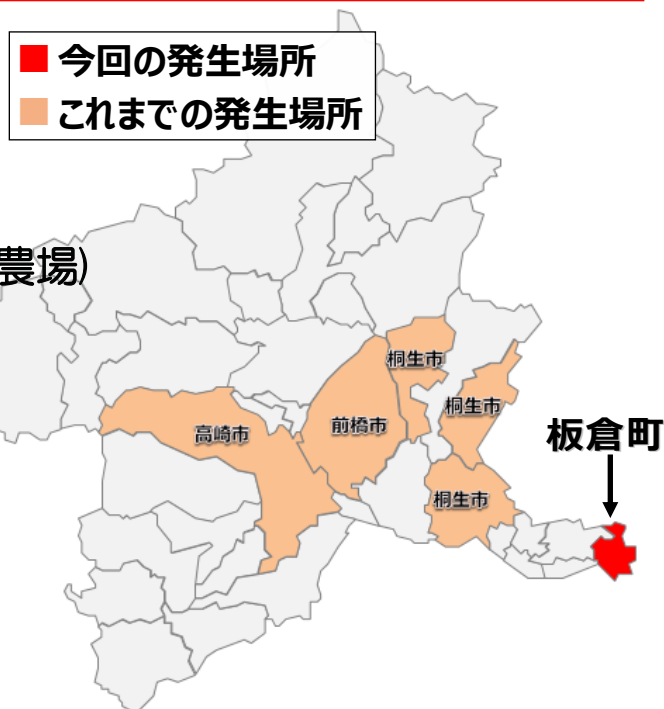 ■ 今回の発生場所
■ これまでの発生場所
農場)
桐生市
桐生市
前橋市
高崎市
板倉町
桐生市